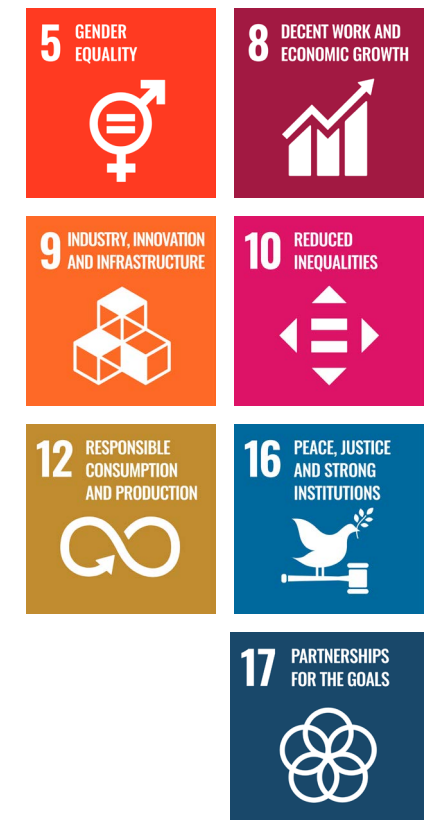 5 GENDER
EQUALITY
8 DECENT WORK AND
ECONOMIC GROWTH
9 INDUSTRY, INNOVATION
AND INFRASTRUCTURE
10 REDUCED
INEQUALITIES
12 RESPONSIBLE
CONSUMPTION
AND PRODUCTION
16 PEACE, JUSTICE
AND STRONG
INSTITUTIONS
17 PARTNERSHIPS
FOR THE GOALS